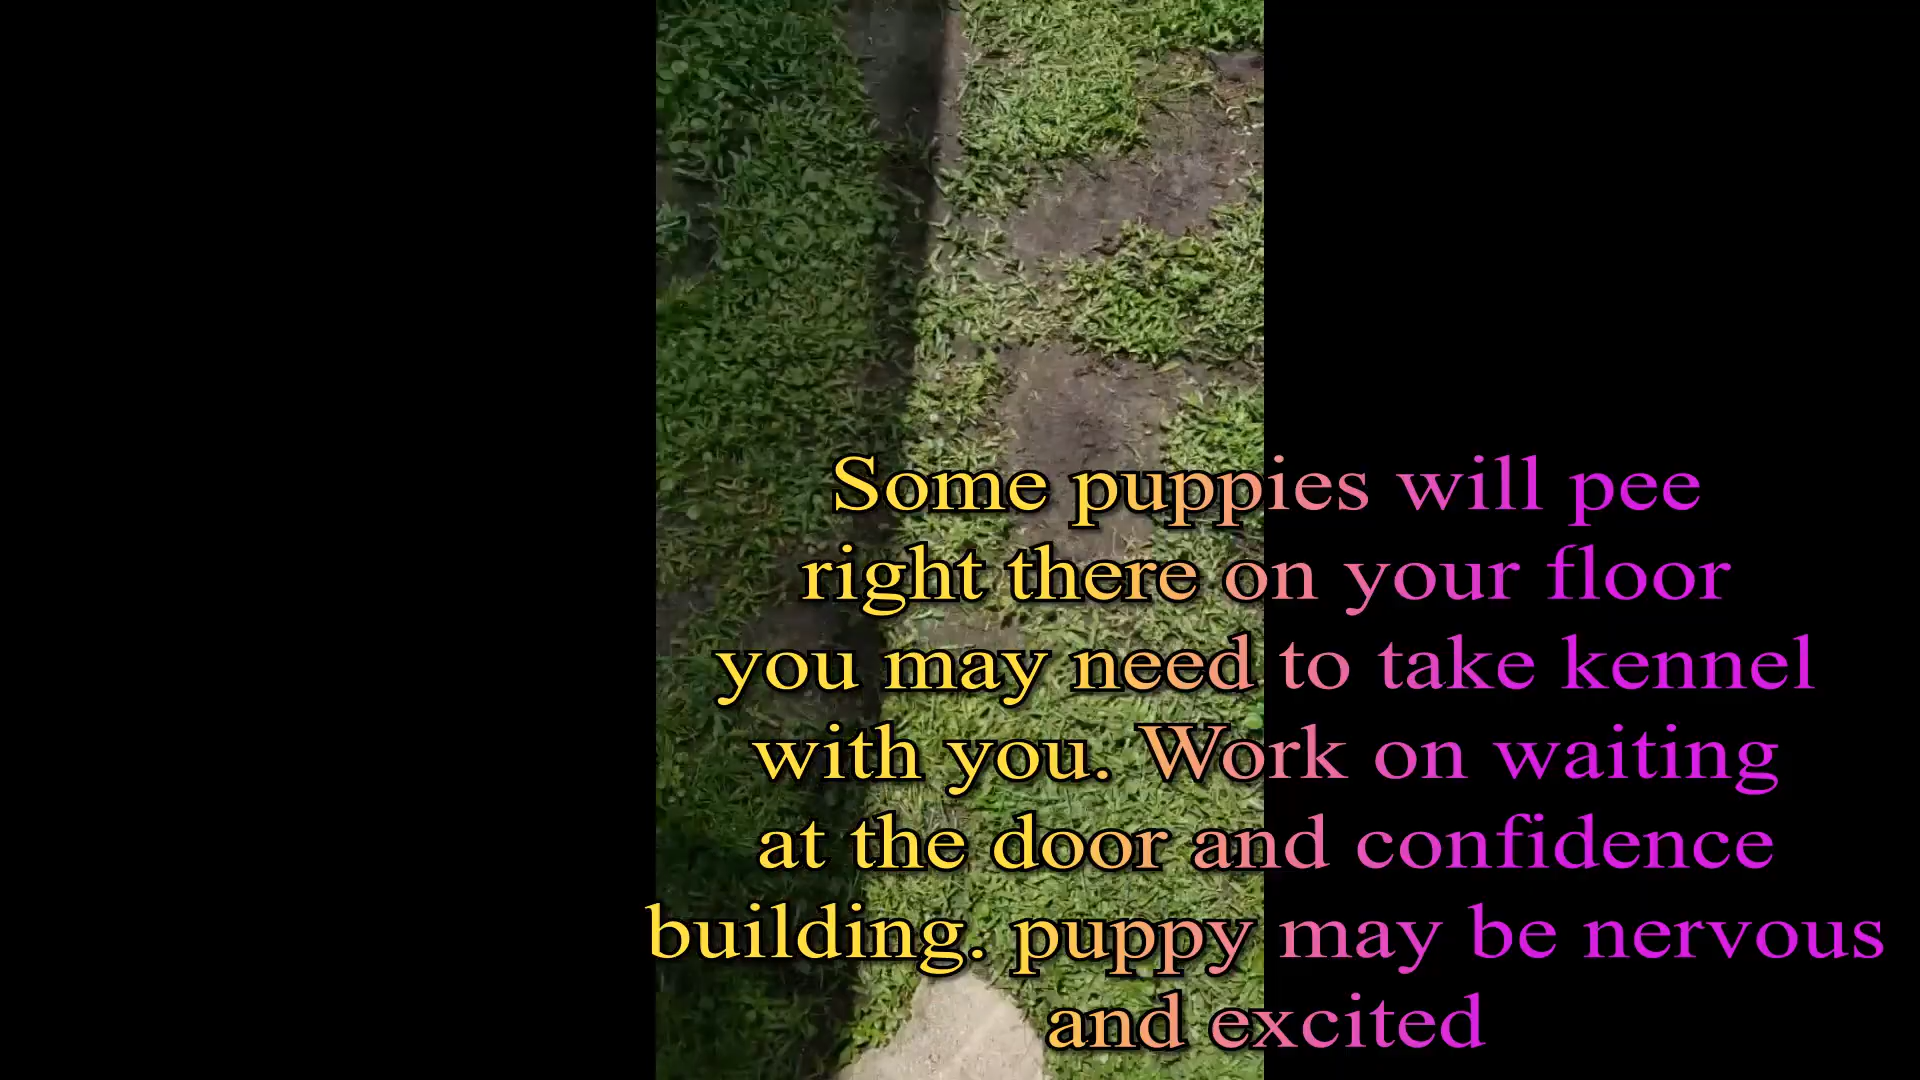 Some puppies will pee
right there on your floor
you may need to take kennel
with you. Work on waiting
at the door and confidence
building. puppy may be nervous
and excited